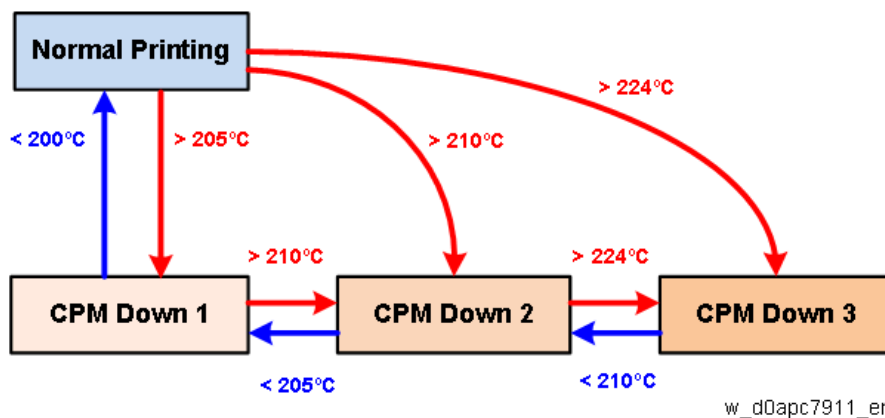 Normal Printing
> 224°C
< 200°C
> 205°C
> 210°C
> 210°C
> 224°C
CPM Down 1
CPM Down 2
CPM Down 3
< 205°C
< 210°C
w_d0apc7911_en